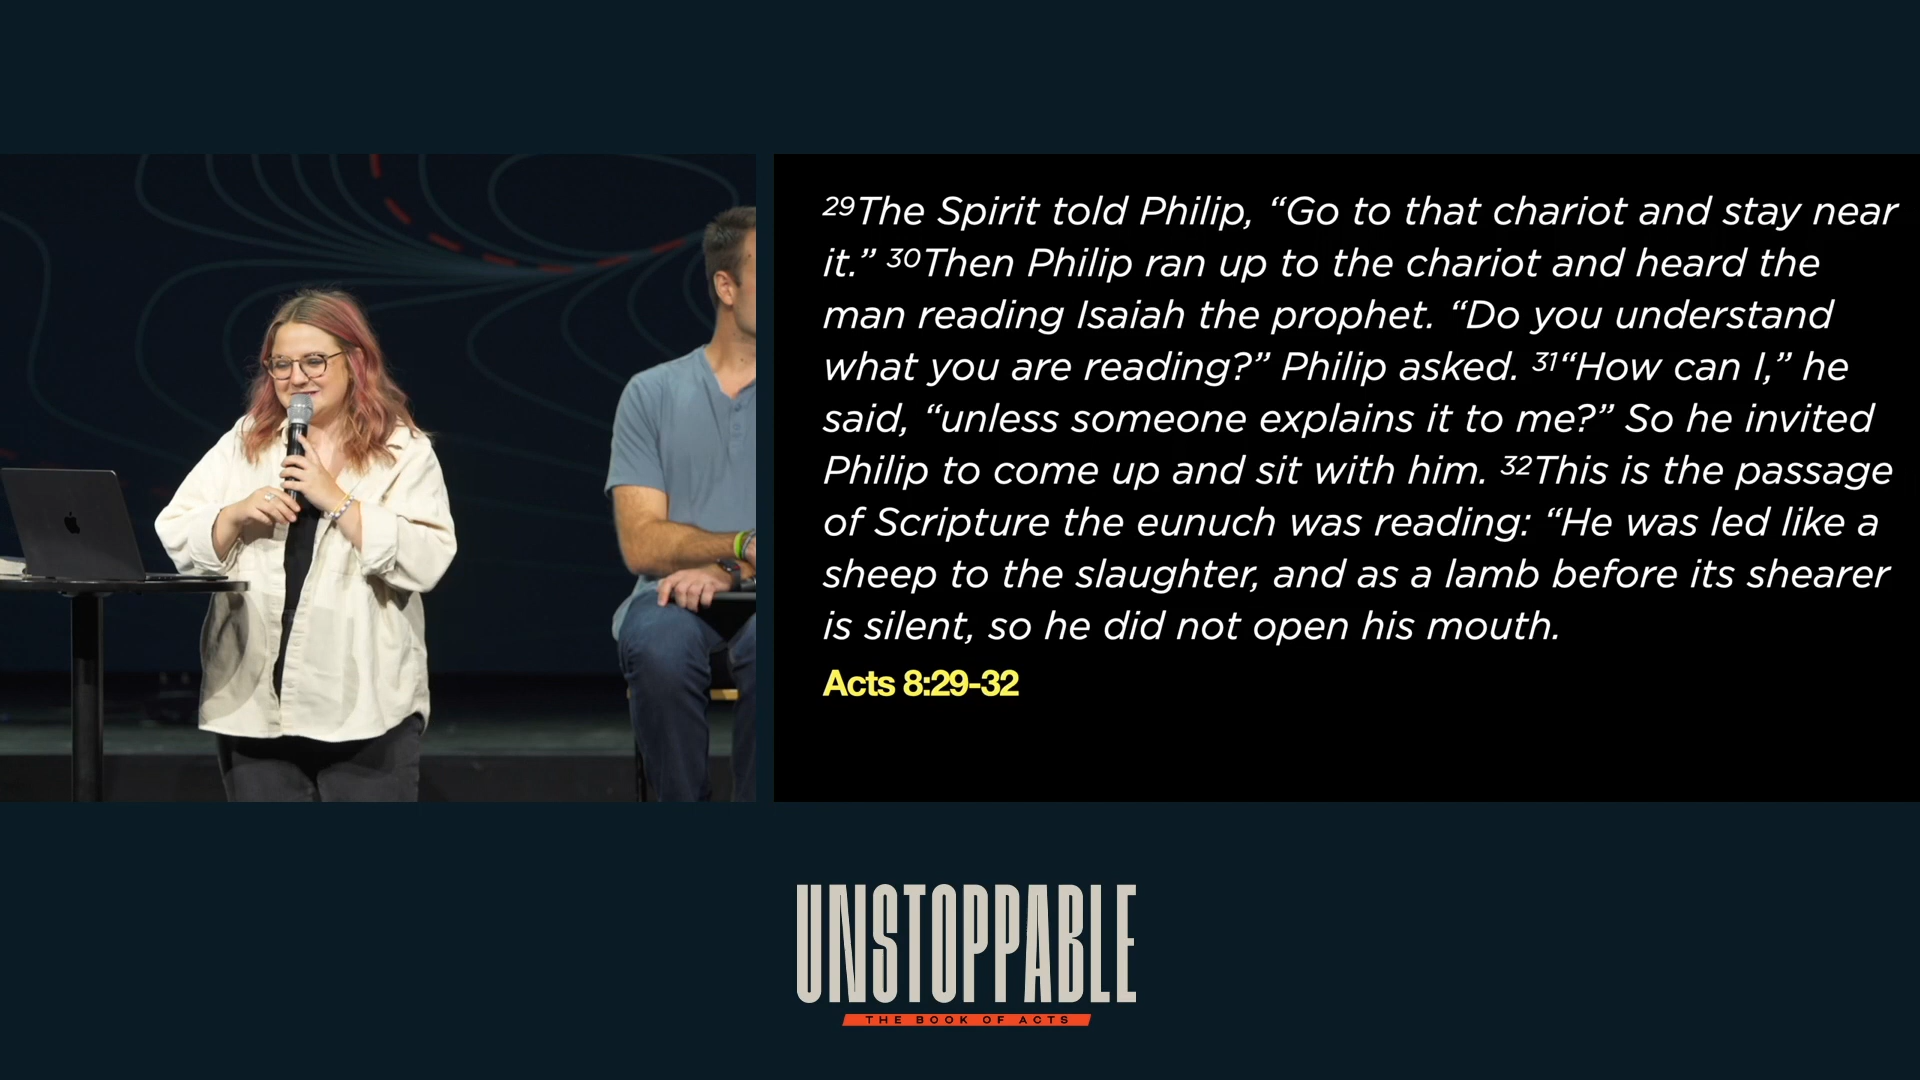 29The Spirit told Philip, “Go to that chariot and stay near
it.” 30Then Philip ran up to the chariot and heard the
man reading Isaiah the prophet. “Do you understand
what you are reading?” Philip asked. 31“How can I,” he
said, “unless someone explains it to me?” So he invited
Philip to come up and sit with him. 32This is the passage
of Scripture the eunuch was reading: “He was led like a
sheep to the slaughter, and as a lamb before its shearer
is silent, so he did not open his mouth.
Acts 8:29-32
UNSTOPPABLE
THE BOOK OF ACTS